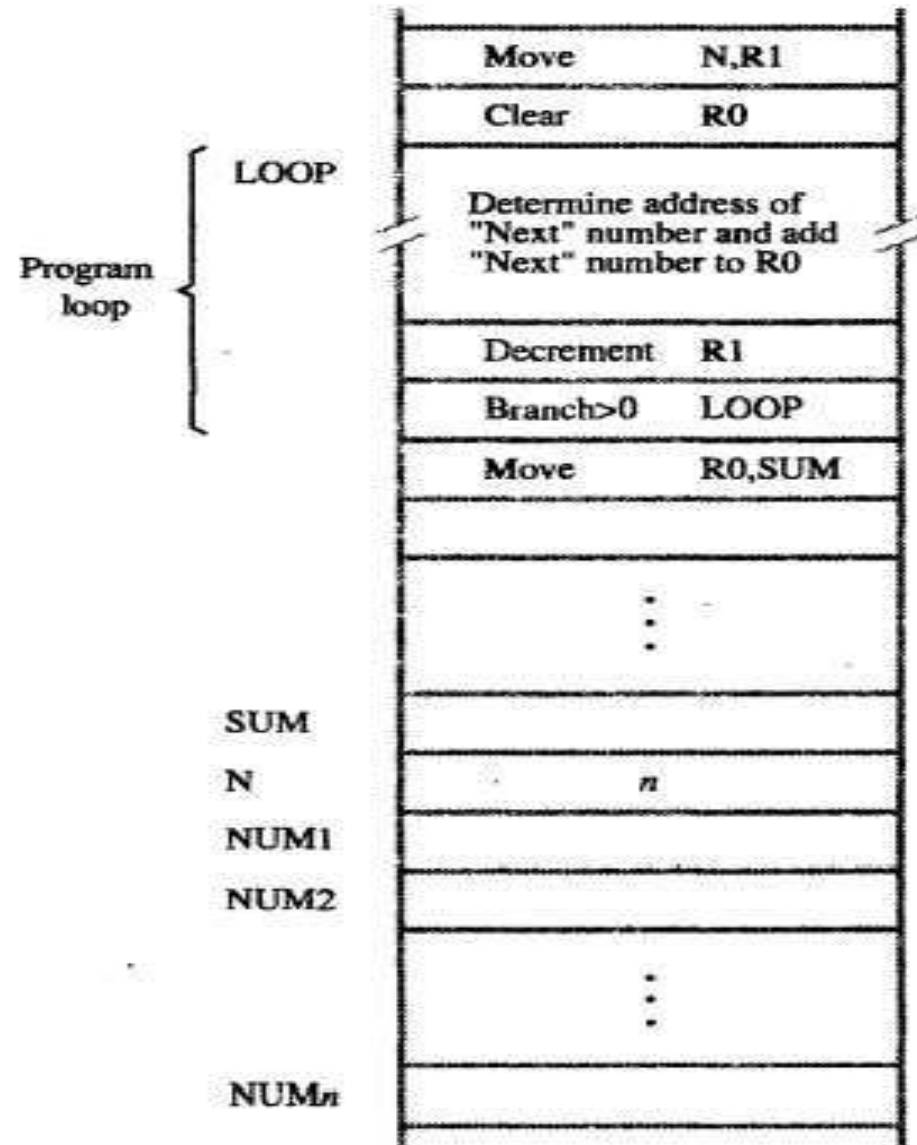 Move N,R1
Clear R0
LOOP
Determine address of
"Next" number and add
"Next" number to R0
Program
loop
Decrement R1
Branch>0 LOOP
Move R0,SUM
SUM
N n
NUM1
NUM2
NUMn